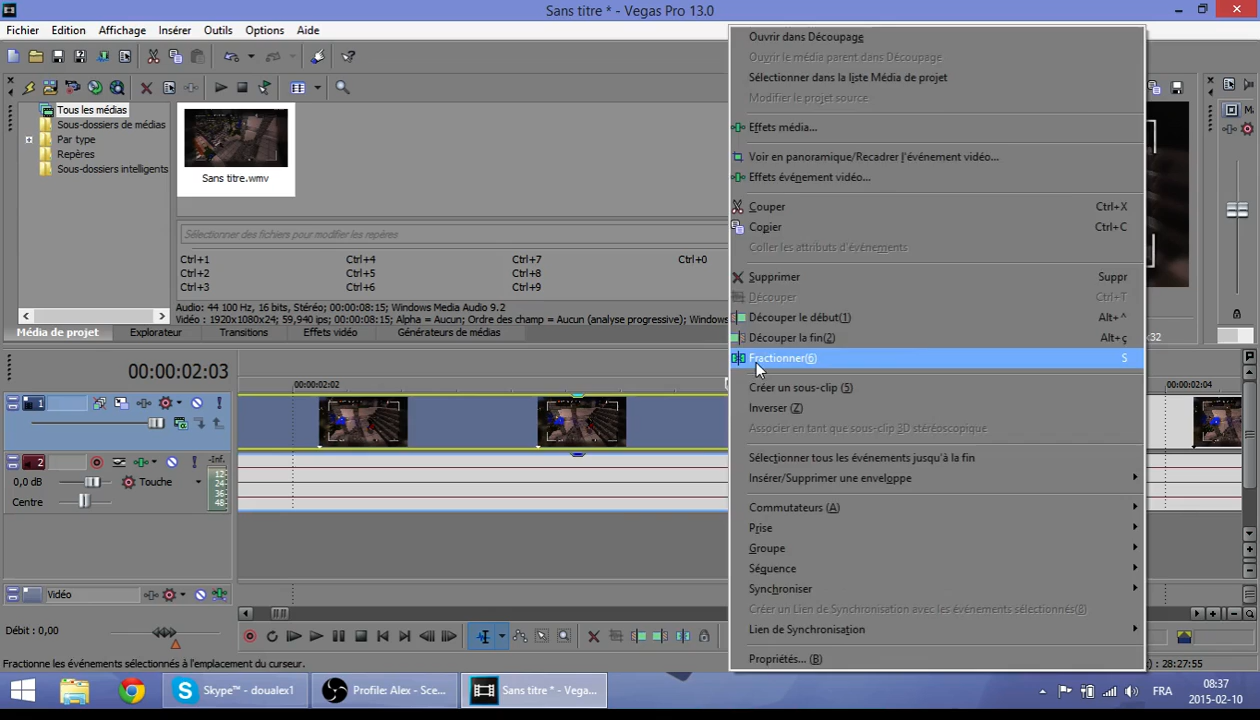 Sans titre * - Vegas Pro 13.0
Fichier Edition Affichage Insérer Outils Options Aide
Tous les médias
Sous-dossiers de médias
Par type
Repères
Sous-dossiers intelligents
Sans titre.wmv
Sélectionner des fichiers pour modifier les repères
Ctrl+1 Ctrl+4 Ctrl+7 Ctrl+0
Ctrl+2 Ctrl+5 Ctrl+8
Ctrl+3 Ctrl+6 Ctrl+9
Audio: 44 100 Hz, 16 bits, Stéréo; 00:00:08:15; Windows Media Audio 9.2
Vidéo : 1920x1080x24; 59,940 ips; 00:00:08:15; Alpha = Aucun; Ordre des champ = Aucun (analyse progressive); Windows
Média de projet Explorateur Transitions Effets vidéo Générateurs de médias
Ouvrir dans Découpage
Ouvrir le média parent dans Découpage
Sélectionner dans la liste Média de projet
Modifier le projet source
Effets média...
Voir en panoramique/Recadrer l'événement vidéo...
Effets événement vidéo...
Couper Ctrl+X
Copier Ctrl+C
Coller les attributs d'événements
Supprimer Suppr
Découper Ctrl+T
Découper le début(1) Alt+^
Découper la fin(2) Alt+ç
Fractionner(6) S
Créer un sous-clip (5)
Inverser (Z)
Associer en tant que sous-clip 3D stéréoscopique
Sélectionner tous les événements jusqu'à la fin
Insérer/Supprimer une enveloppe
Commutateurs (A)
Prise
Groupe
Séquence
Synchroniser
Créer un Lien de Synchronisation avec les événements sélectionnés(8)
Lien de Synchronisation
Propriétés... (B)
00:00:02:03
00:00:02:02
00:00:02:04
1
2
-Inf.
12
24
36
48
0,0 dB Touche
Centre
Vidéo
Débit : 0,00
Fractionne les événements sélectionnés à l'emplacement du curseur.
: 28:27:55
Skype™ - doualex1
Profile: Alex - Sce...
Sans titre * - Vega...
FRA
08:37
2015-02-10